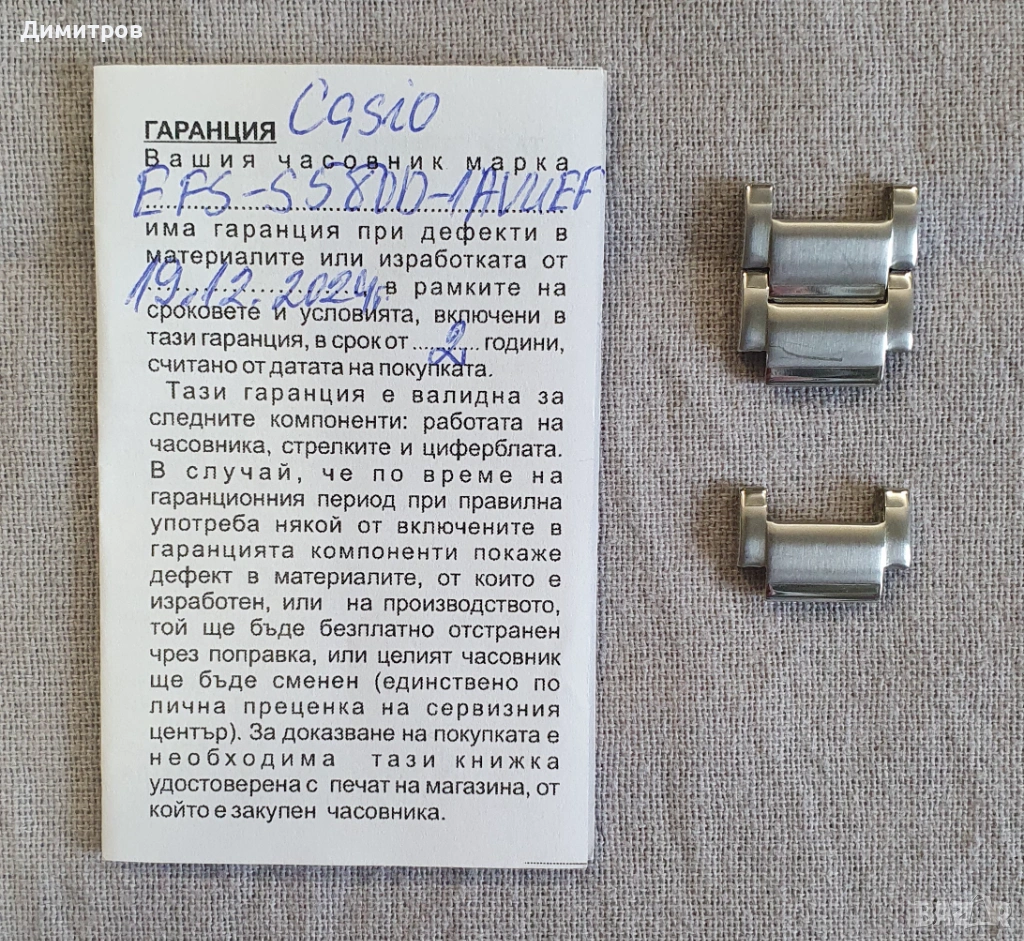 Димитров
Casio
ГАРАНЦИЯ
Вашия часовник марка
EFS-S580D-1AVUEF
има гаранция при дефекти в
материалите или изработката от
19.12.2024г. в рамките на
сроковете и условията, включени в
тази гаранция, в срок от 2 години,
считано от датата на покупката.
Тази гаранция е валидна за
следните компоненти: работата на
часовника, стрелките и циферблата.
В случай, че по време на
гаранционния период при правилна
употреба някой от включените в
гаранцията компоненти покаже
дефект в материалите, от които е
изработен, или на производството,
той ще бъде безплатно отстранен
чрез поправка, или целият часовник
ще бъде сменен (единствено по
лична преценка на сервизния
център). За доказване на покупката е
необходима тази книжка
удостоверена с печат на магазина, от
който е закупен часовника.
BAZAR